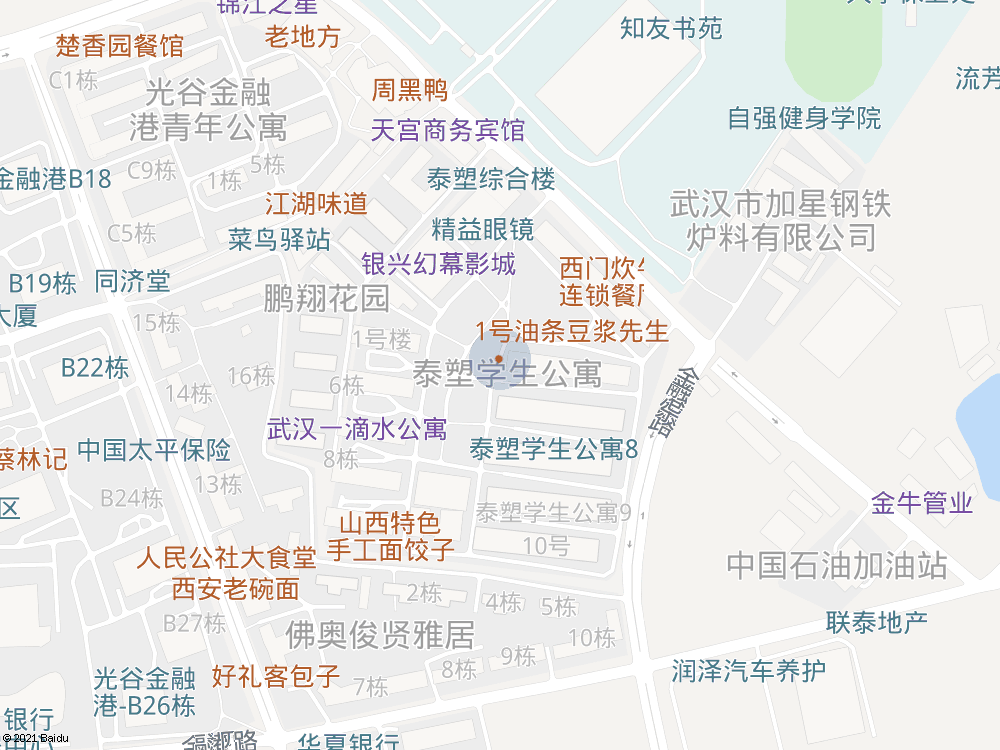 锦江之星
知友书苑
楚香园餐馆
老地方
C1栋
光谷金融
港青年公寓
周黑鸭
流芳
天宫商务宾馆
自强健身学院
C9栋
5栋
1栋
金融港B18
泰塑综合楼
江湖味道
武汉市加星钢铁
炉料有限公司
C5栋
菜鸟驿站
精益眼镜
银兴幻幕影城
西门炊牛
连锁餐厅
B19栋
同济堂
鹏翔花园
大厦
15栋
1号楼
1号油条豆浆先生
B22栋
16栋
6栋
泰塑学生公寓
14栋
金融港路
武汉一滴水公寓
中国太平保险
8栋
泰塑学生公寓8
蔡林记
13栋
区
B24栋
金牛管业
山西特色
手工面饺子
泰塑学生公寓9
10号
人民公社大食堂
西安老碗面
中国石油加油站
2栋
4栋
5栋
B27栋
佛奥俊贤雅居
10栋
联泰地产
9栋
8栋
润泽汽车养护
光谷金融
港-B26栋
好礼客包子
7栋
银行
华夏银行
© 2021 Baidu